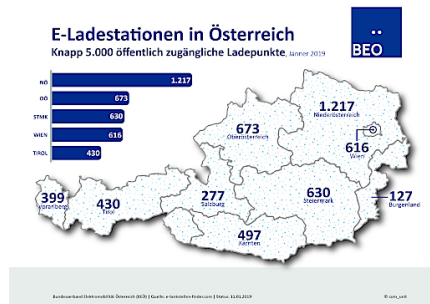 E-Ladestationen in Österreich
Knapp 5.000 öffentlich zugängliche Ladepunkte, Jänner 2019
BEÖ
NÖ 1.217
OÖ 673
STMK 630
WIEN 616
TIROL 430
1.217
Niederösterreich
673
Oberösterreich
616
Wien
399
Vorarlberg
430
Tirol
277
Salzburg
630
Steiermark
127
Burgenland
497
Kärnten
Bundesverband Elektromobilität Österreich (BEÖ) | Quelle: e-tankstellen-finder.com | Status: 11.01.2019